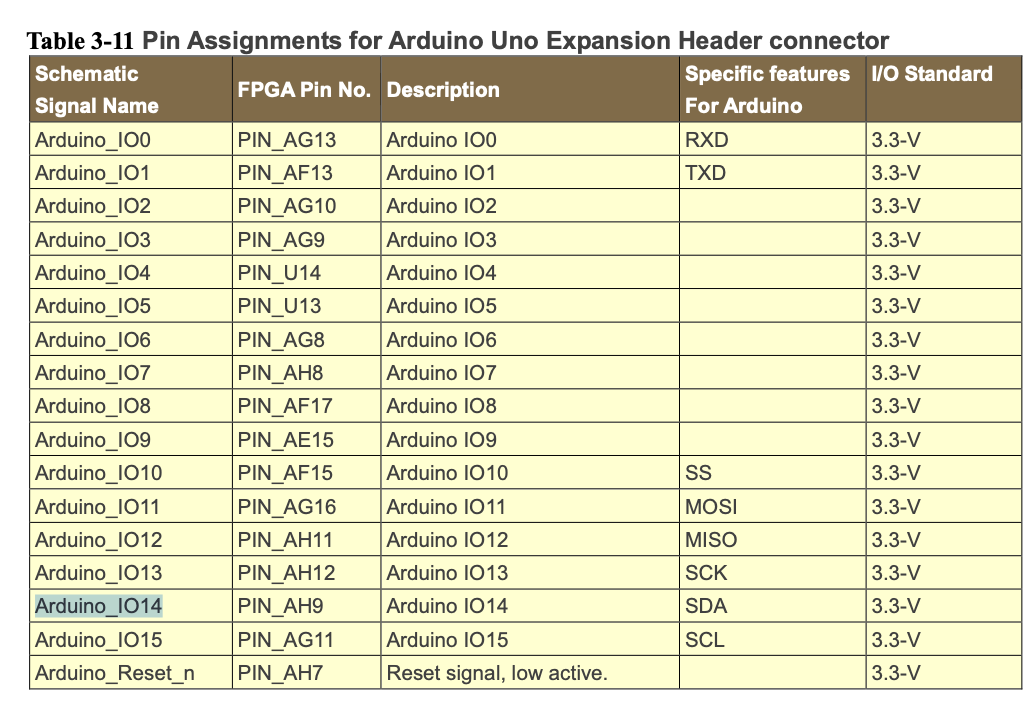 Table 3-11 Pin Assignments for Arduino Uno Expansion Header connector
Schematic Signal Name FPGA Pin No. Description Specific features For Arduino I/O Standard
Arduino_IO0 PIN_AG13 Arduino IO0 RXD 3.3-V
Arduino_IO1 PIN_AF13 Arduino IO1 TXD 3.3-V
Arduino_IO2 PIN_AG10 Arduino IO2 3.3-V
Arduino_IO3 PIN_AG9 Arduino IO3 3.3-V
Arduino_IO4 PIN_U14 Arduino IO4 3.3-V
Arduino_IO5 PIN_U13 Arduino IO5 3.3-V
Arduino_IO6 PIN_AG8 Arduino IO6 3.3-V
Arduino_IO7 PIN_AH8 Arduino IO7 3.3-V
Arduino_IO8 PIN_AF17 Arduino IO8 3.3-V
Arduino_IO9 PIN_AE15 Arduino IO9 3.3-V
Arduino_IO10 PIN_AF15 Arduino IO10 SS 3.3-V
Arduino_IO11 PIN_AG16 Arduino IO11 MOSI 3.3-V
Arduino_IO12 PIN_AH11 Arduino IO12 MISO 3.3-V
Arduino_IO13 PIN_AH12 Arduino IO13 SCK 3.3-V
Arduino_IO14 PIN_AH9 Arduino IO14 SDA 3.3-V
Arduino_IO15 PIN_AG11 Arduino IO15 SCL 3.3-V
Arduino_Reset_n PIN_AH7 Reset signal, low active. 3.3-V